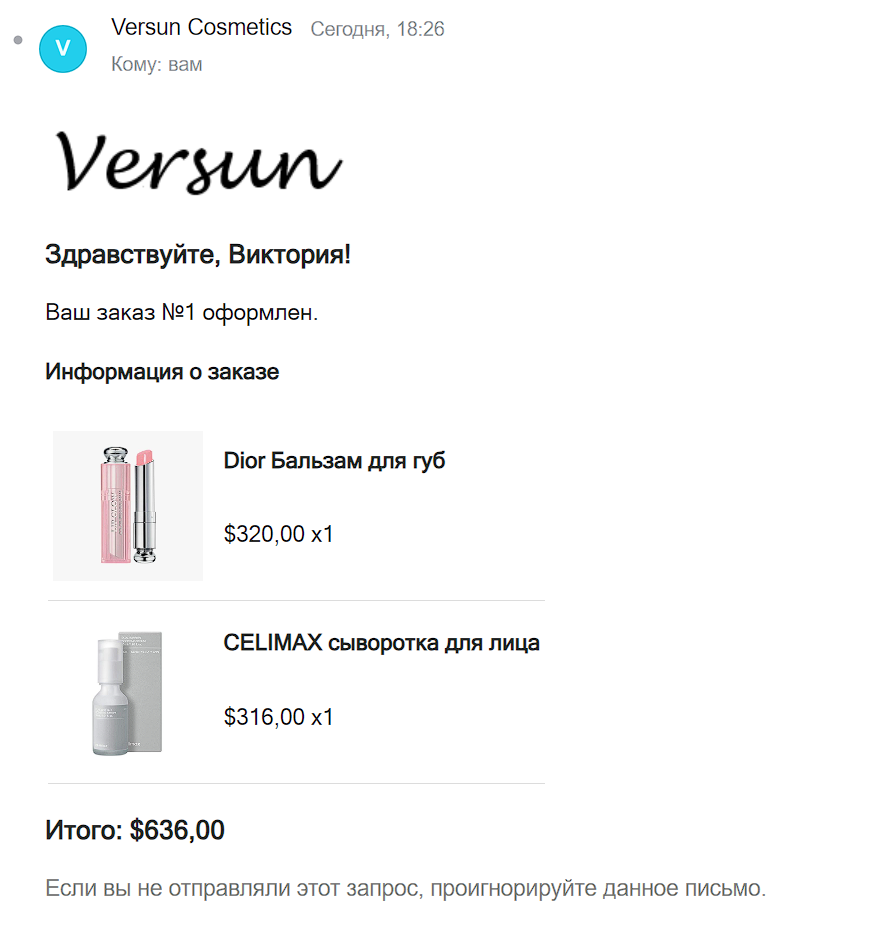 V
Versun Cosmetics Сегодня, 18:26
Кому: вам
Versun
Здравствуйте, Виктория!
Ваш заказ №1 оформлен.
Информация о заказе
Dior Бальзам для губ
$320,00 x1
CELIMAX сыворотка для лица
$316,00 x1
Итого: $636,00
Если вы не отправляли этот запрос, проигнорируйте данное письмо.